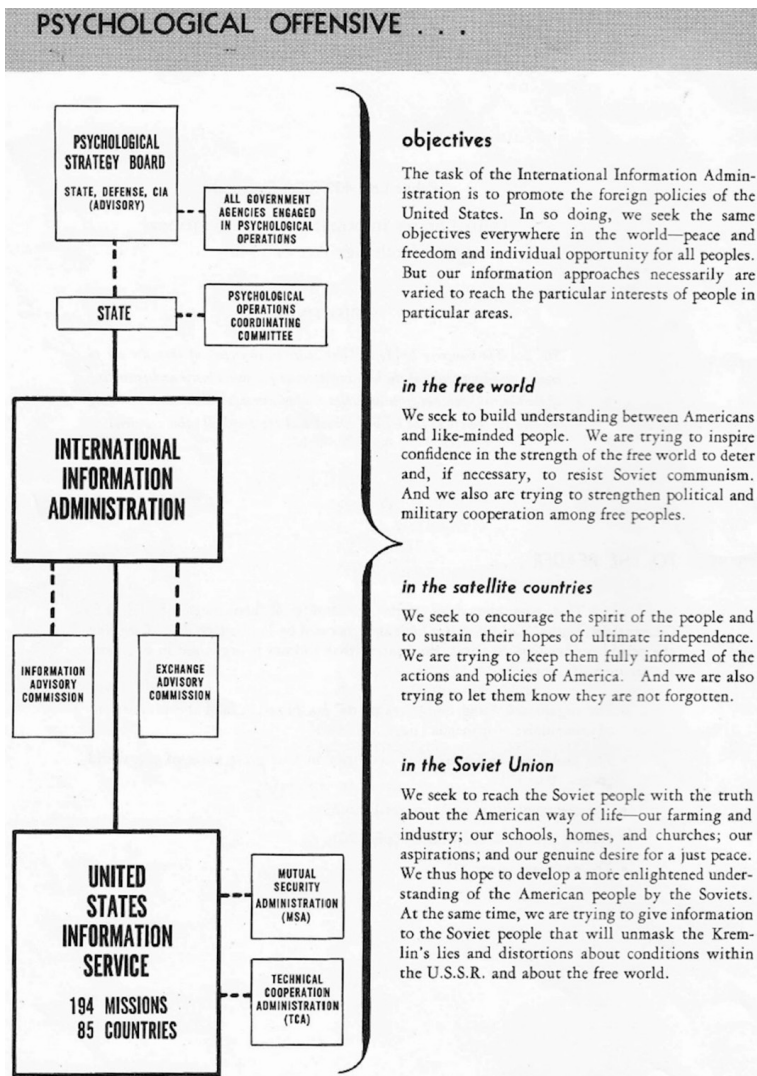 PSYCHOLOGICAL OFFENSIVE . . .
PSYCHOLOGICAL
STRATEGY BOARD
STATE, DEFENSE, CIA
(ADVISORY)
ALL GOVERNMENT
AGENCIES ENGAGED
IN PSYCHOLOGICAL
OPERATIONS
STATE
PSYCHOLOGICAL
OPERATIONS
COORDINATING
COMMITTEE
INTERNATIONAL
INFORMATION
ADMINISTRATION
INFORMATION
ADVISORY
COMMISSION
EXCHANGE
ADVISORY
COMMISSION
UNITED
STATES
INFORMATION
SERVICE
194 MISSIONS
85 COUNTRIES
MUTUAL
SECURITY
ADMINISTRATION
(MSA)
TECHNICAL
COOPERATION
ADMINISTRATION
(TCA)
objectives
The task of the International Information Admin-
istration is to promote the foreign policies of the
United States. In so doing, we seek the same
objectives everywhere in the world—peace and
freedom and individual opportunity for all peoples.
But our information approaches necessarily are
varied to reach the particular interests of people in
particular areas.
in the free world
We seek to build understanding between Americans
and like-minded people. We are trying to inspire
confidence in the strength of the free world to deter
and, if necessary, to resist Soviet communism.
And we also are trying to strengthen political and
military cooperation among free peoples.
in the satellite countries
We seek to encourage the spirit of the people and
to sustain their hopes of ultimate independence.
We are trying to keep them fully informed of the
actions and policies of America. And we are also
trying to let them know they are not forgotten.
in the Soviet Union
We seek to reach the Soviet people with the truth
about the American way of life—our farming and
industry; our schools, homes, and churches; our
aspirations; and our genuine desire for a just peace.
We thus hope to develop a more enlightened under-
standing of the American people by the Soviets.
At the same time, we are trying to give information
to the Soviet people that will unmask the Krem-
lin's lies and distortions about conditions within
the U.S.S.R. and about the free world.